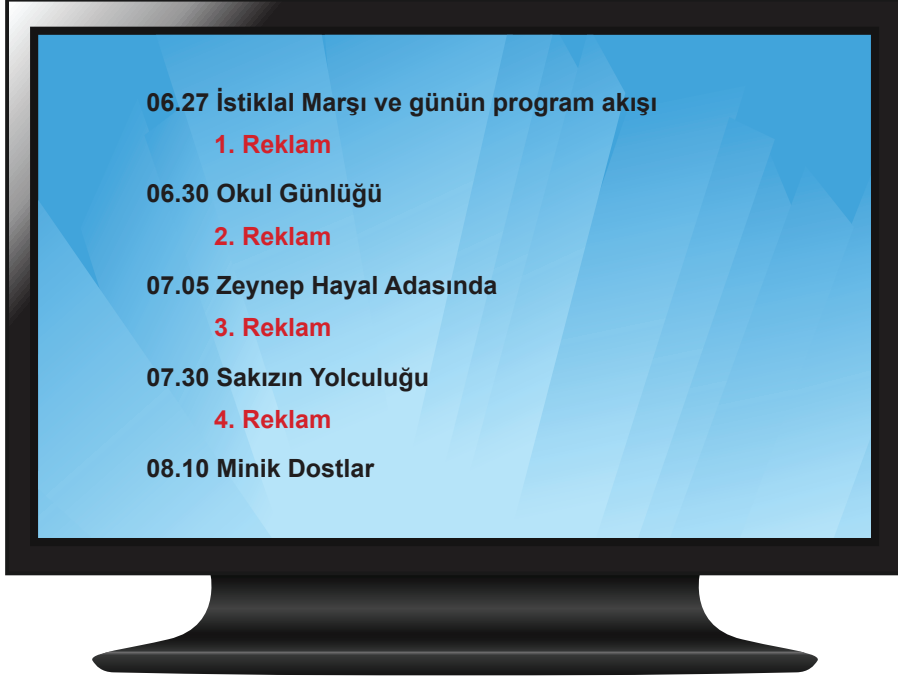 06.27 İstiklal Marşı ve günün program akışı
1. Reklam
06.30 Okul Günlüğü
2. Reklam
07.05 Zeynep Hayal Adasında
3. Reklam
07.30 Sakızın Yolculuğu
4. Reklam
08.10 Minik Dostlar